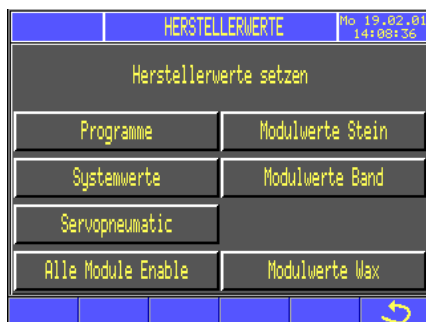 HERSTELLERWERTE
Mo 19.02.01
14:08:36
Herstellerwerte setzen
Programme
Modulwerte Stein
Systemwerte
Modulwerte Band
Servopneumatic
Alle Module Enable
Modulwerte Wax